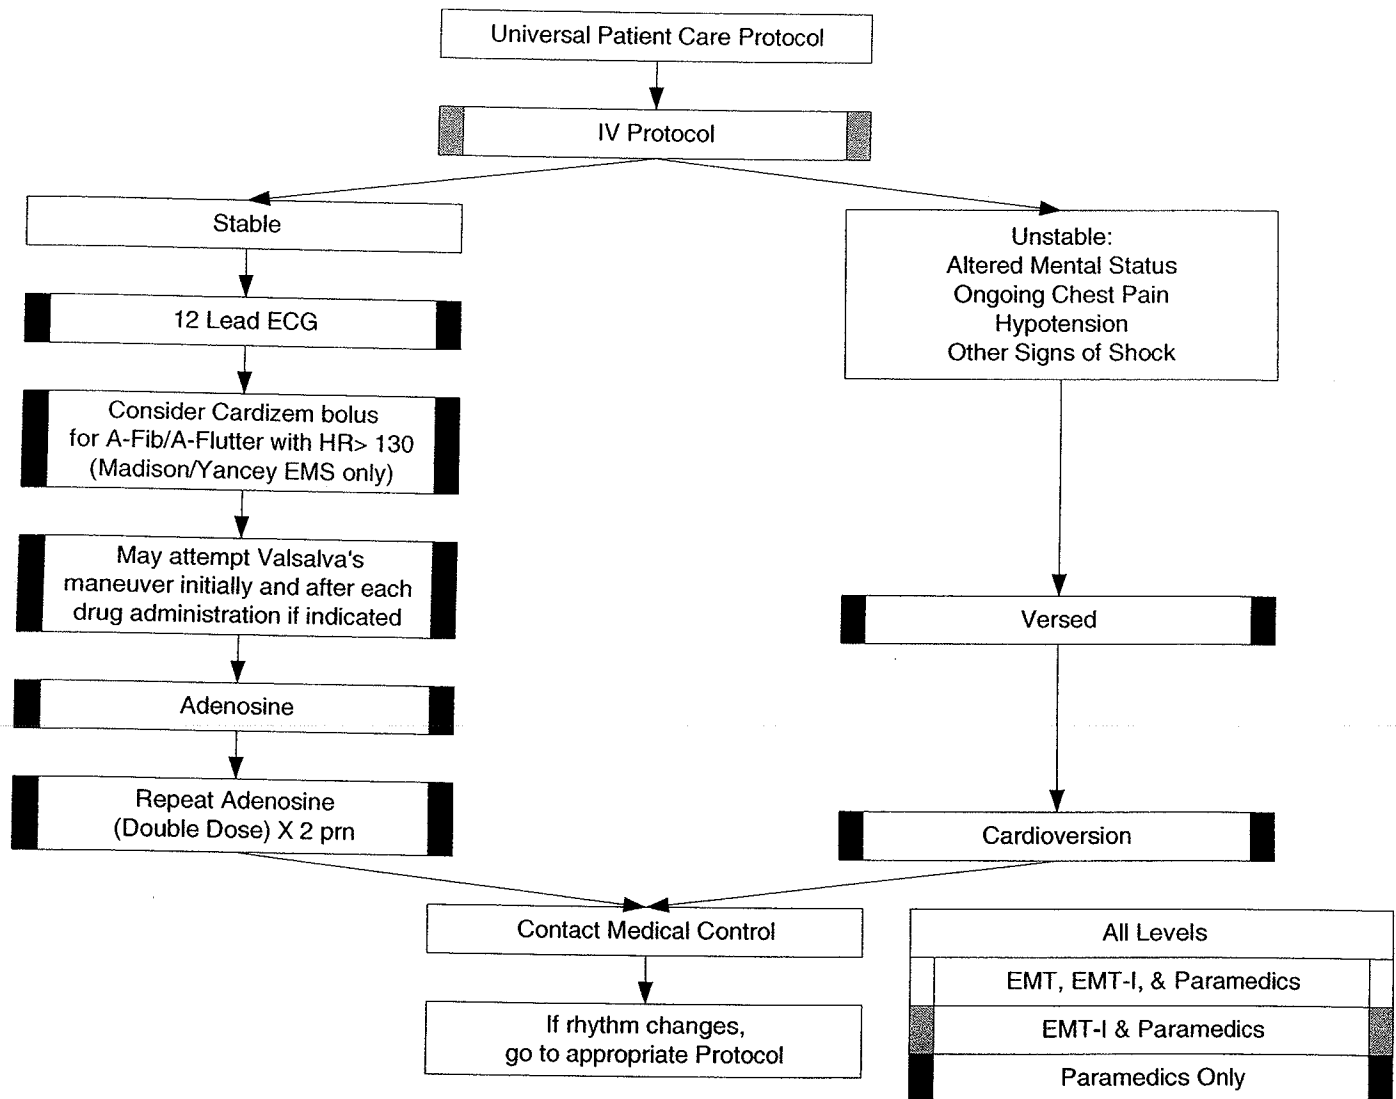 Universal Patient Care Protocol
IV Protocol
Stable
12 Lead ECG
Consider Cardizem bolus
for A-Fib/A-Flutter with HR> 130
(Madison/Yancey EMS only)
May attempt Valsalva's
maneuver initially and after each
drug administration if indicated
Adenosine
Repeat Adenosine
(Double Dose) X 2 prn
Unstable:
Altered Mental Status
Ongoing Chest Pain
Hypotension
Other Signs of Shock
Versed
Cardioversion
Contact Medical Control
If rhythm changes,
go to appropriate Protocol
All Levels
EMT, EMT-I, & Paramedics
EMT-I & Paramedics
Paramedics Only